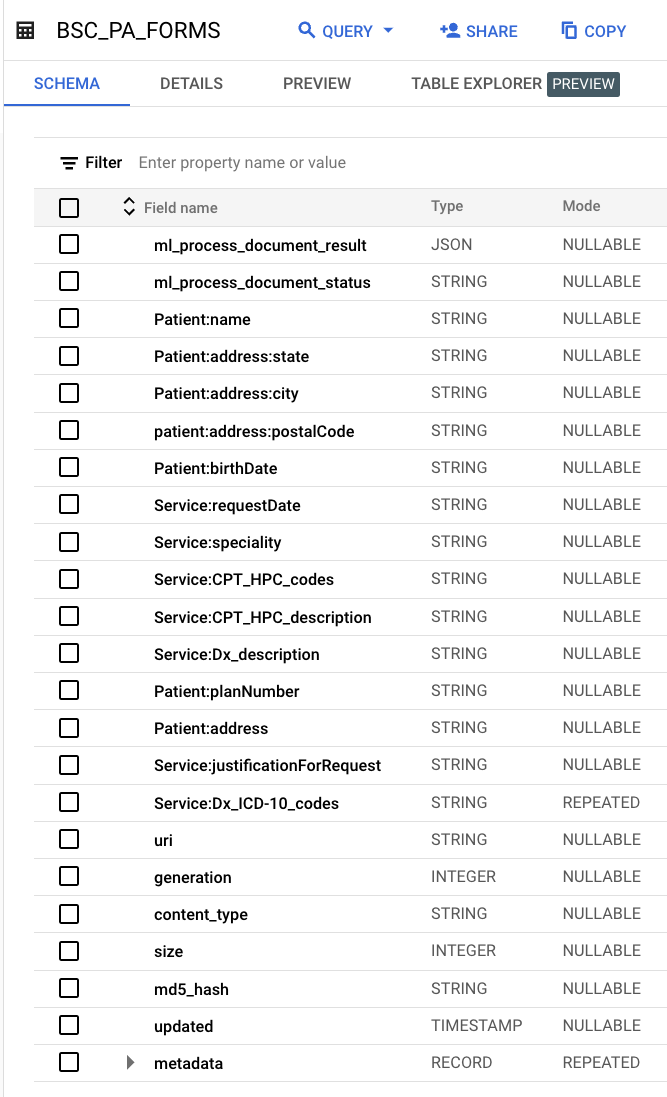 BSC_PA_FORMS QUERY SHARE COPY
SCHEMA DETAILS PREVIEW TABLE EXPLORER PREVIEW
Filter Enter property name or value
Field name Type Mode
ml_process_document_result JSON NULLABLE
ml_process_document_status STRING NULLABLE
Patient:name STRING NULLABLE
Patient:address:state STRING NULLABLE
Patient:address:city STRING NULLABLE
patient:address:postalCode STRING NULLABLE
Patient:birthDate STRING NULLABLE
Service:requestDate STRING NULLABLE
Service:speciality STRING NULLABLE
Service:CPT_HPC_codes STRING NULLABLE
Service:CPT_HPC_description STRING NULLABLE
Service:Dx_description STRING NULLABLE
Patient:planNumber STRING NULLABLE
Patient:address STRING NULLABLE
Service:justificationForRequest STRING NULLABLE
Service:Dx_ICD-10_codes STRING REPEATED
uri STRING NULLABLE
generation INTEGER NULLABLE
content_type STRING NULLABLE
size INTEGER NULLABLE
md5_hash STRING NULLABLE
updated TIMESTAMP NULLABLE
metadata RECORD REPEATED